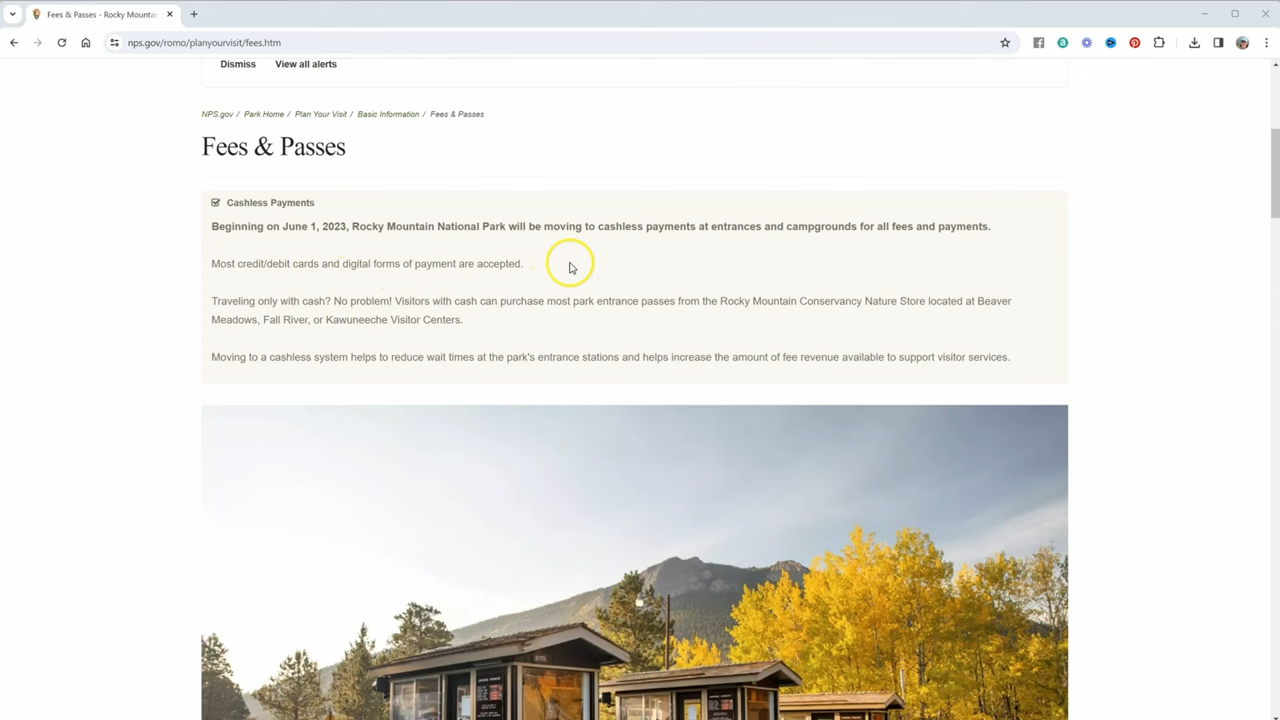 Fees & Passes - Rocky Mountai
nps.gov/romo/planyourvisit/fees.htm
Dismiss View all alerts
NPS.gov / Park Home / Plan Your Visit / Basic Information / Fees & Passes
Fees & Passes
Cashless Payments
Beginning on June 1, 2023, Rocky Mountain National Park will be moving to cashless payments at entrances and campgrounds for all fees and payments.
Most credit/debit cards and digital forms of payment are accepted.
Traveling only with cash? No problem! Visitors with cash can purchase most park entrance passes from the Rocky Mountain Conservancy Nature Store located at Beaver
Meadows, Fall River, or Kawuneeche Visitor Centers.
Moving to a cashless system helps to reduce wait times at the park's entrance stations and helps increase the amount of fee revenue available to support visitor services.